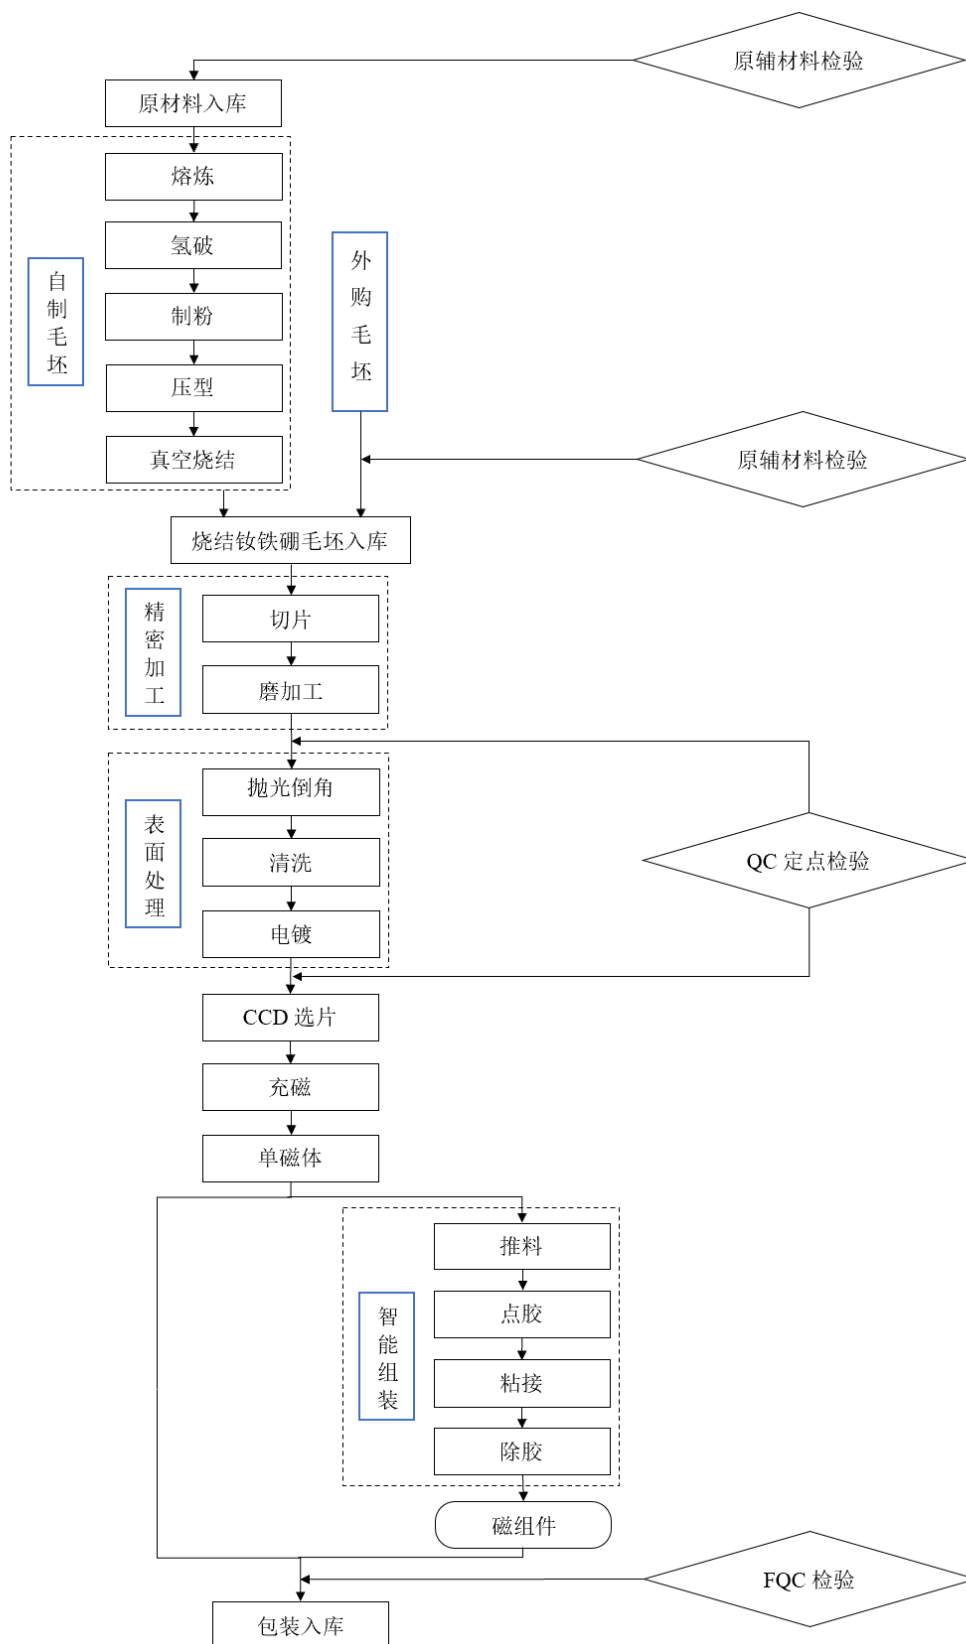 原辅材料检验
原材料入库
熔炼
氢破
制粉
压型
真空烧结
自制毛坯
外购毛坯
原辅材料检验
烧结钕铁硼毛坯入库
精密加工
切片
磨加工
表面处理
抛光倒角
清洗
电镀
QC 定点检验
CCD 选片
充磁
单磁体
智能组装
推料
点胶
粘接
除胶
磁组件
FQC 检验
包装入库